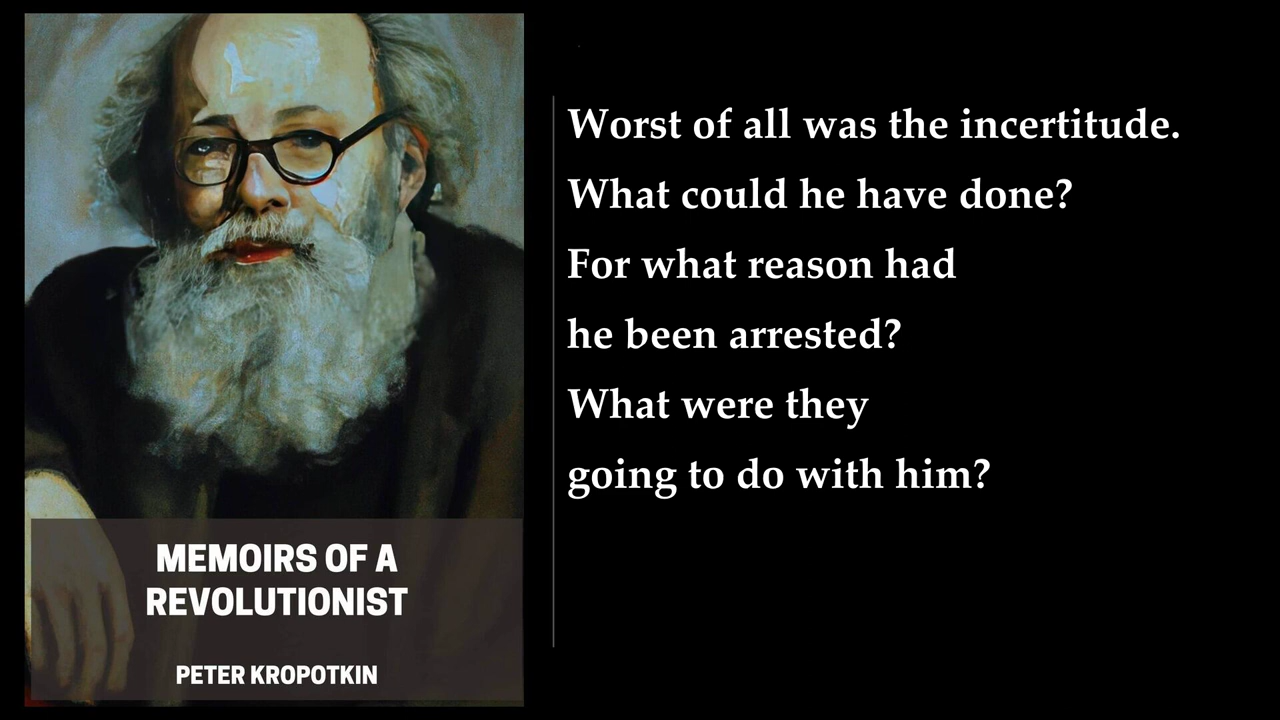 MEMOIRS OF A
REVOLUTIONIST
PETER KROPOTKIN
Worst of all was the incertitude.
What could he have done?
For what reason had
he been arrested?
What were they
going to do with him?